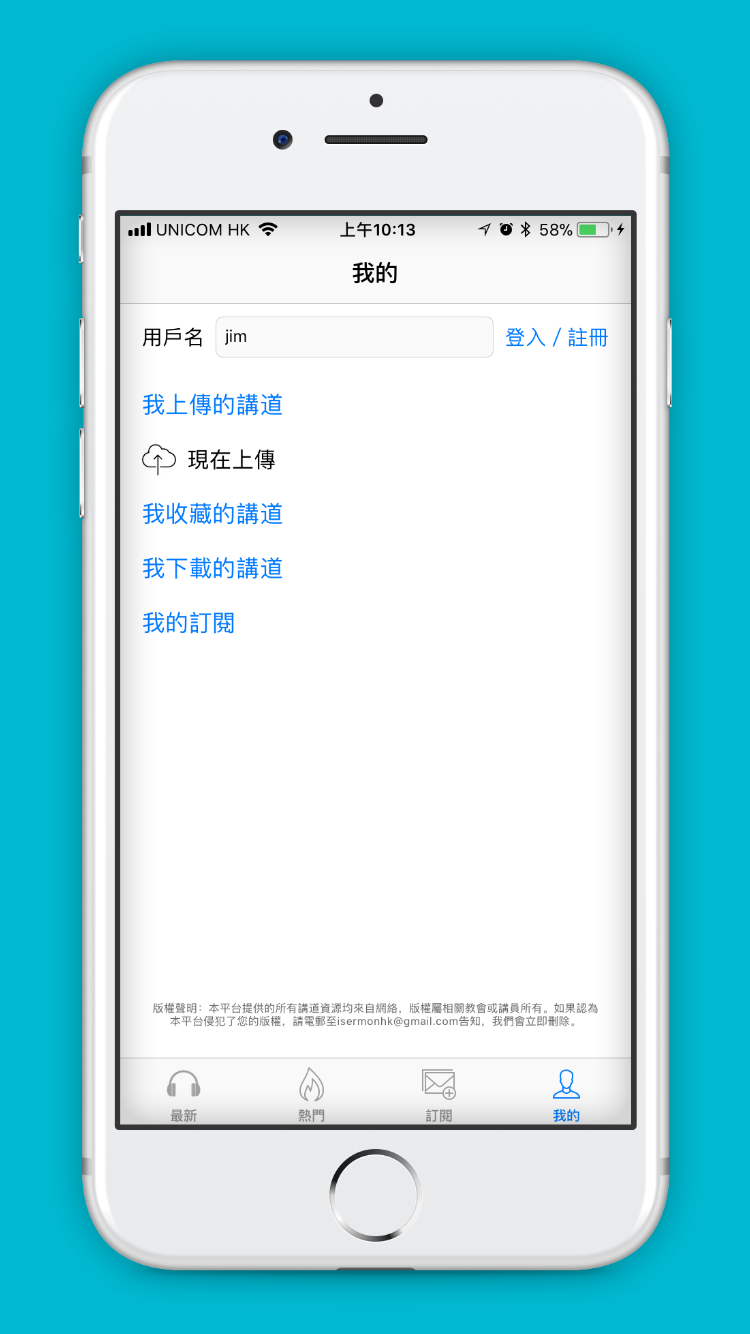 UNICOM HK 上午10:13 58%
我的
用戶名 jim 登入 / 註冊
我上傳的講道
現在上傳
我收藏的講道
我下載的講道
我的訂閱
版權聲明：本平台提供的所有講道資源均來自網絡，版權屬相關教會或講員所有。如果認為
本平台侵犯了您的版權，請電郵至isermonhk@gmail.com告知，我們會立即刪除。
最新 熱門 訂閱 我的